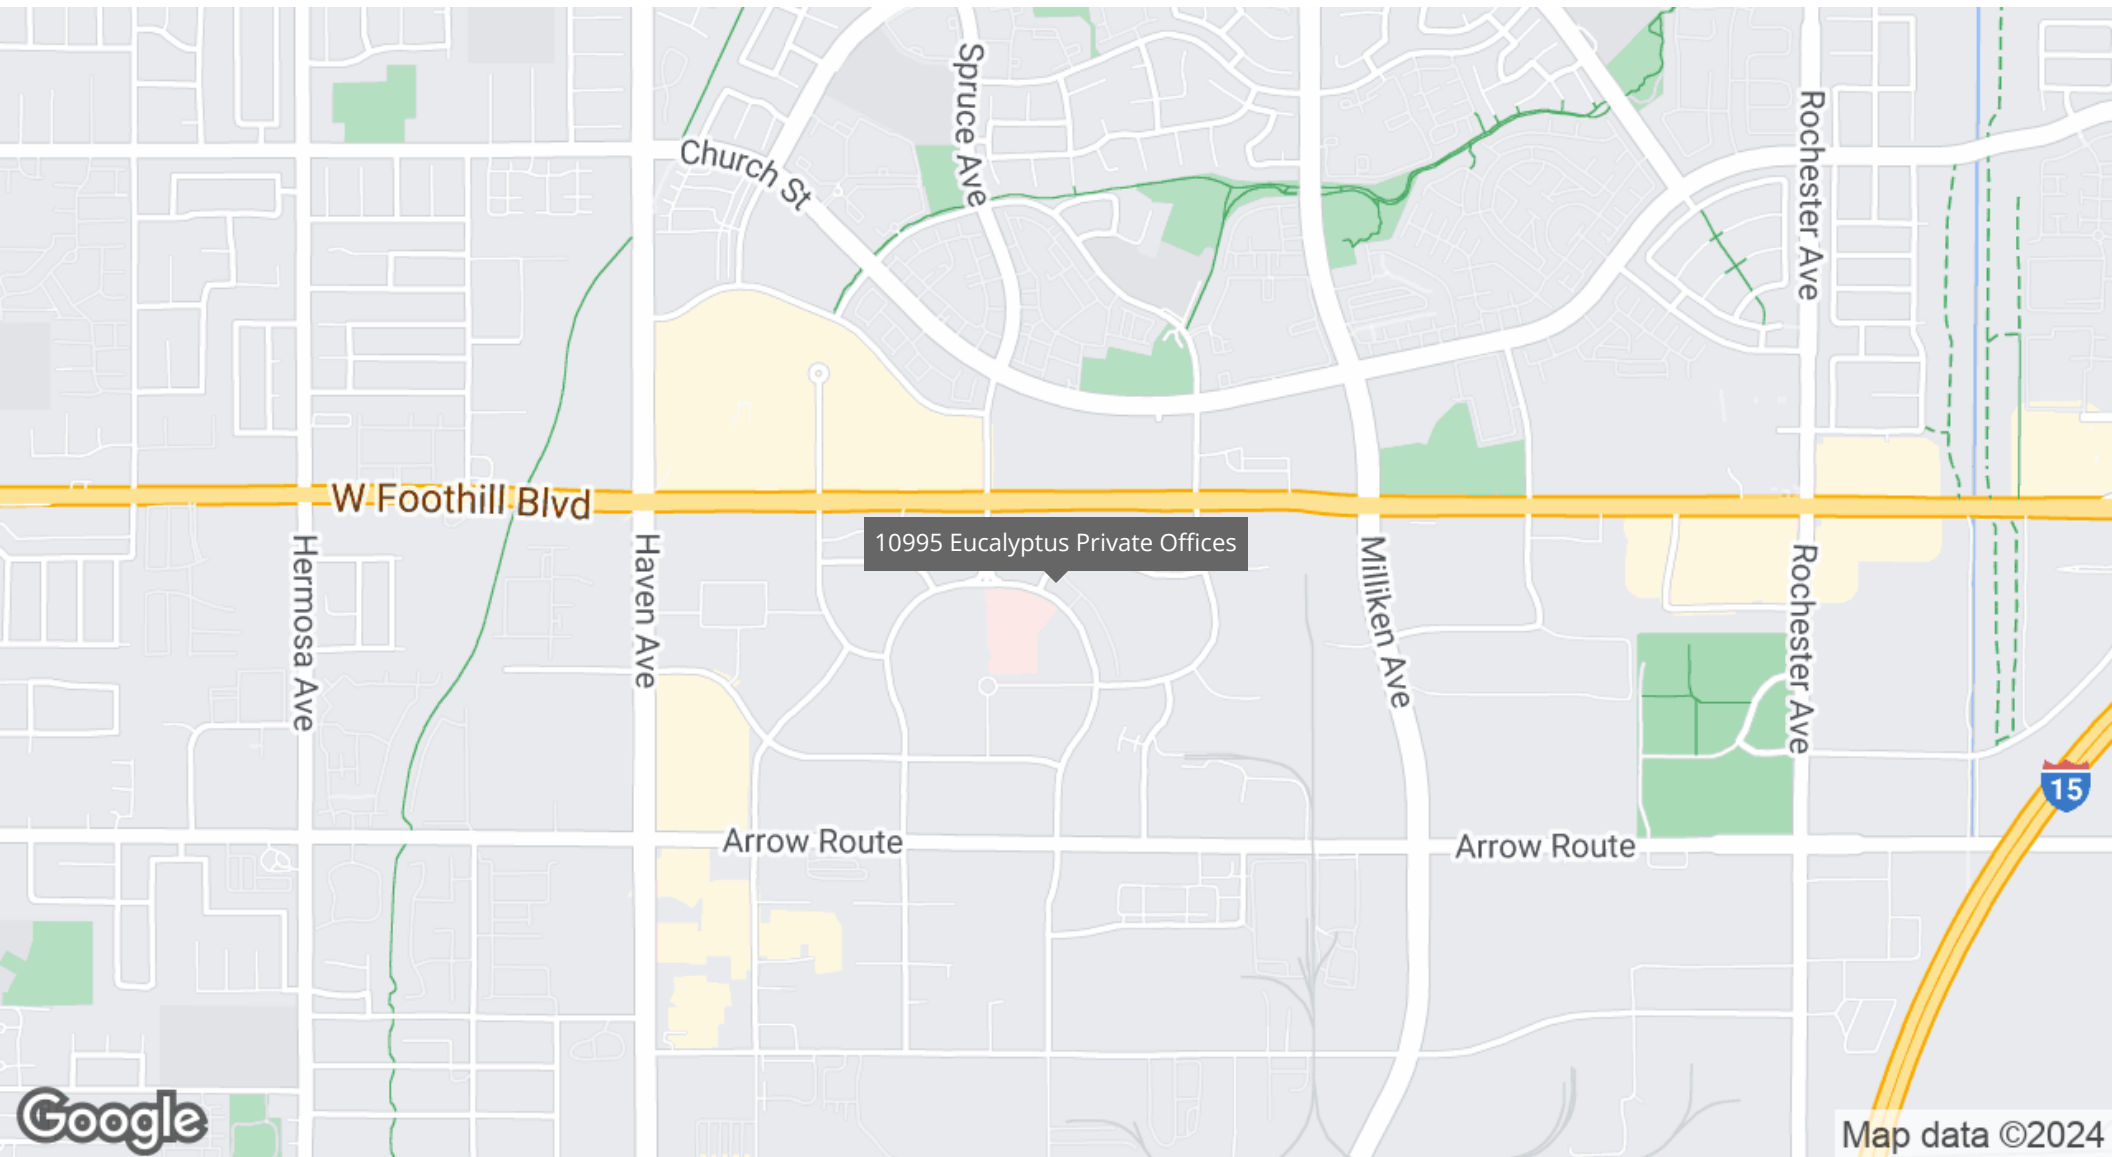 Spruce Ave
Rochester Ave
Church St
W Foothill Blvd
10995 Eucalyptus Private Offices
Hermosa Ave
Haven Ave
Milliken Ave
Rochester Ave
15
Arrow Route
Arrow Route
Google
Map data ©2024